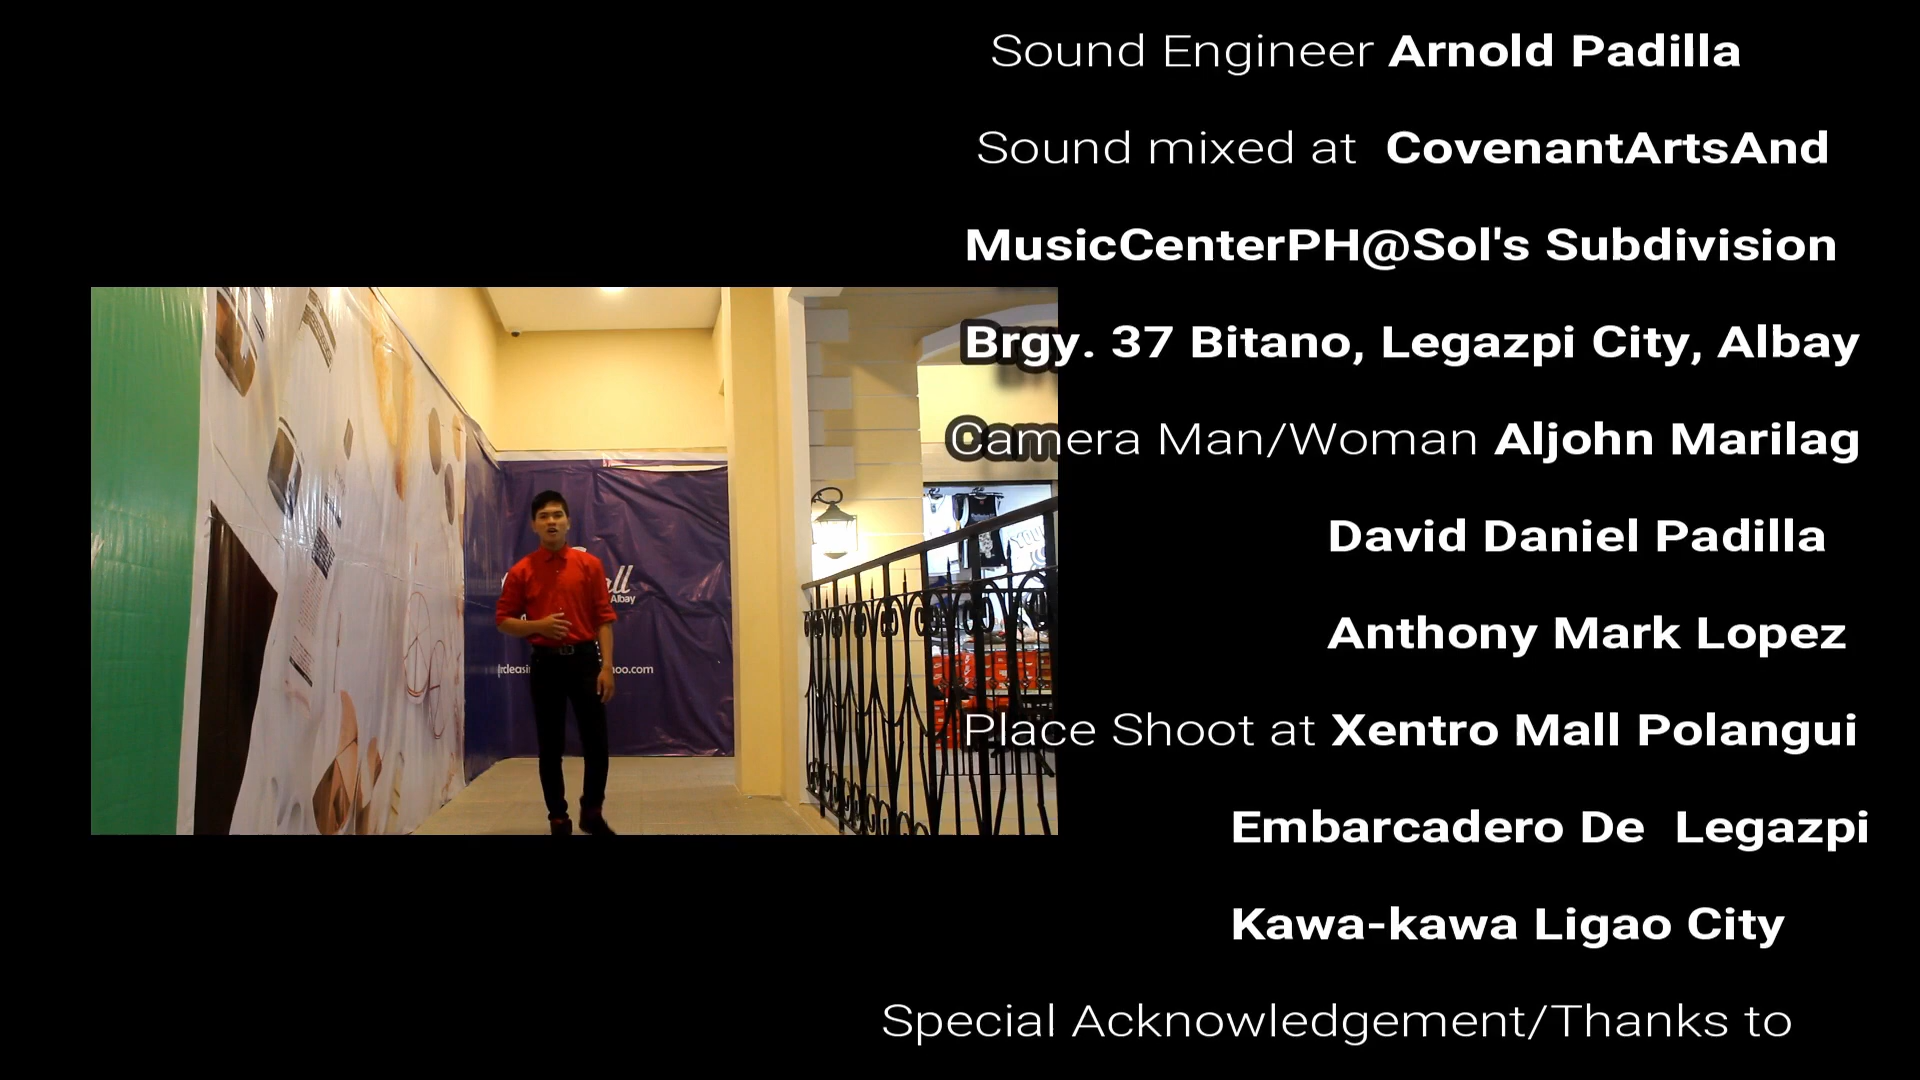 Sound Engineer Arnold Padilla
Sound mixed at CovenantArtsAnd
MusicCenterPH@Sol's Subdivision
Brgy. 37 Bitano, Legazpi City, Albay
Camera Man/Woman Aljohn Marilag
David Daniel Padilla
Anthony Mark Lopez
Place Shoot at Xentro Mall Polangui
Embarcadero De Legazpi
Kawa-kawa Ligao City
Special Acknowledgement/Thanks to
Albay